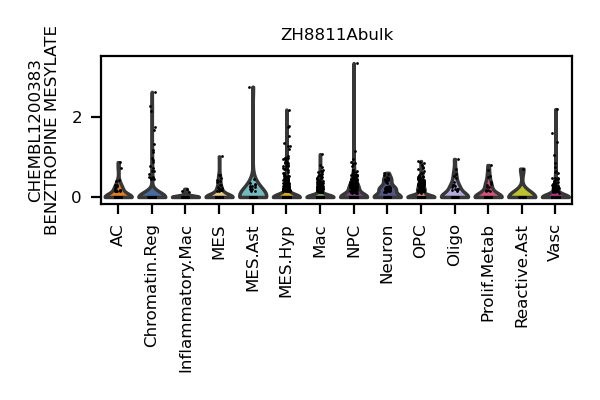 ZH8811Abulk
CHEMBL1200383
BENZTROPINE MESYLATE
2
0
AC
Chromatin.Reg
Inflammatory.Mac
MES
MES.Ast
MES.Hyp
Mac
NPC
Neuron
OPC
Oligo
Prolif.Metab
Reactive.Ast
Vasc